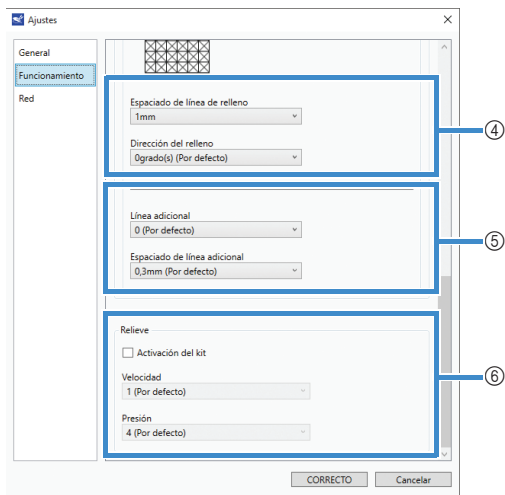 Ajustes
General
Funcionamiento
Red
Espaciado de línea de relleno
1mm
Dirección del relleno
0grado(s) (Por defecto)
④
Línea adicional
0 (Por defecto)
Espaciado de línea adicional
0,3mm (Por defecto)
⑤
Relieve
Activación del kit
Velocidad
1 (Por defecto)
Presión
4 (Por defecto)
⑥
CORRECTO
Cancelar